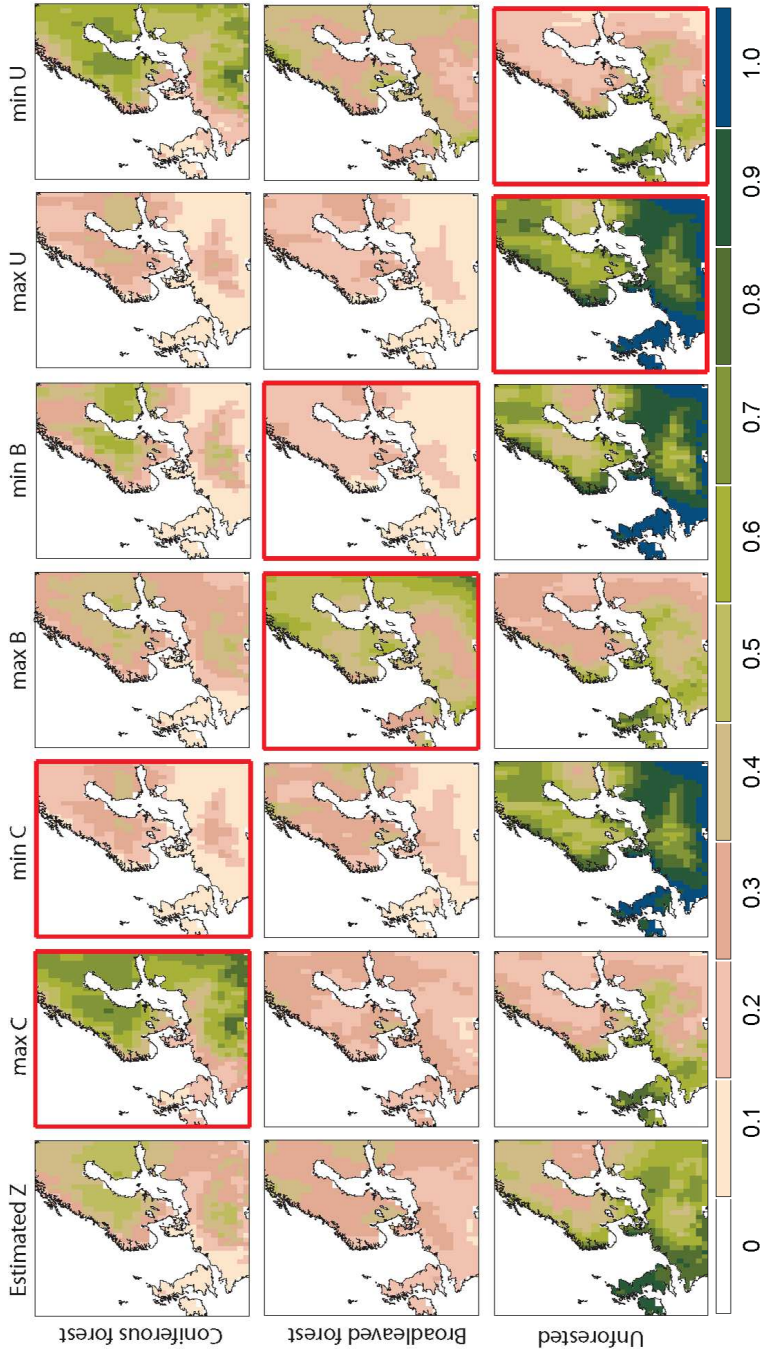 Estimated Z
max C
min C
max B
min B
max U
min U
Coniferous forest
Broadleaved forest
Unforested
0
0.1
0.2
0.3
0.4
0.5
0.6
0.7
0.8
0.9
1.0